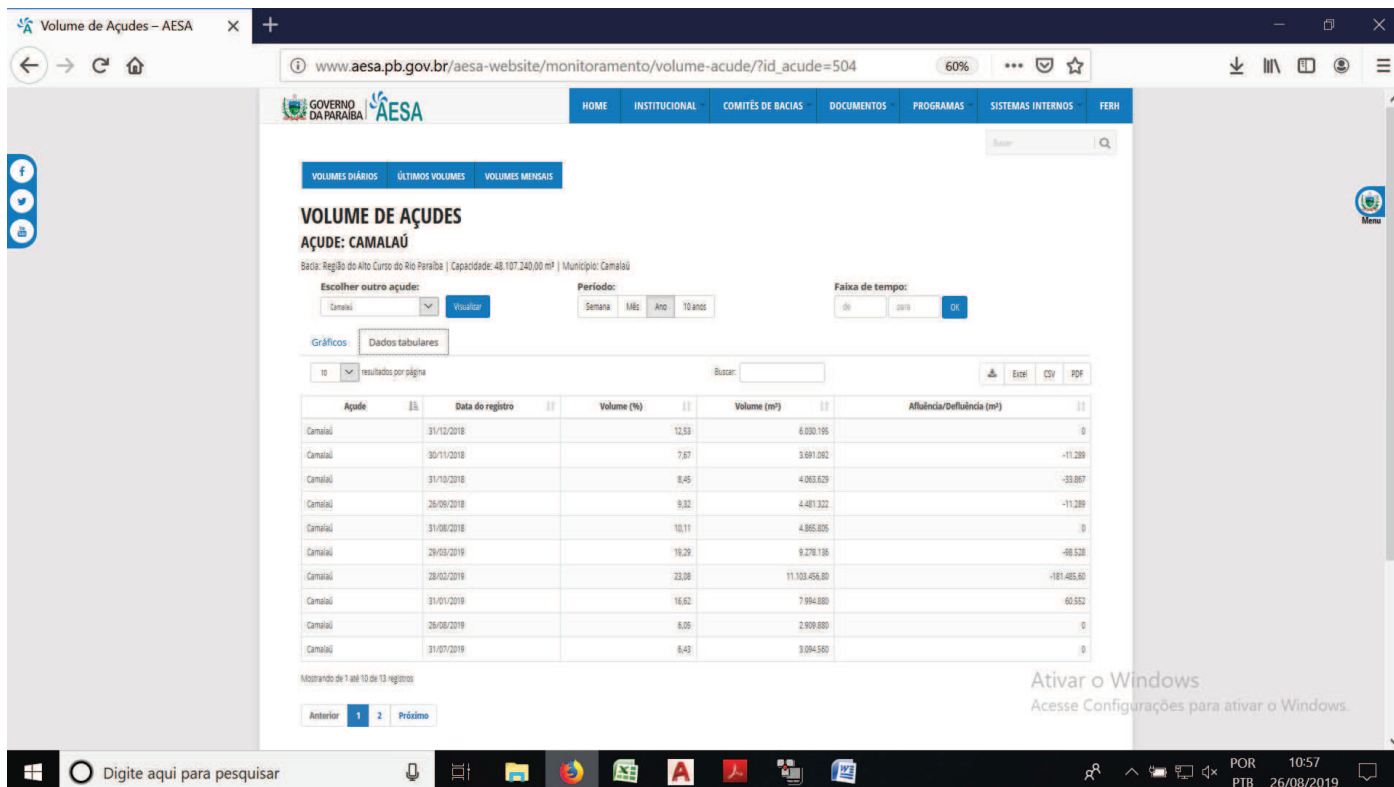 Volume de Açudes – AESA
www.aesa.pb.gov.br/aesa-website/monitoramento/volume-acude/?id_acude=504
60%
GOVERNO DA PARAÍBA
AESA
HOME INSTITUCIONAL COMITÊS DE BACIAS DOCUMENTOS PROGRAMAS SISTEMAS INTERNOS FERH
Buscar
VOLUMES DIÁRIOS ÚLTIMOS VOLUMES VOLUMES MENSAIS
Menu
VOLUME DE AÇUDES
AÇUDE: CAMALAÚ
Bacia: Região do Alto Curso do Rio Paraíba | Capacidade: 48.107.240,00 m³ | Município: Camalaú
Escolher outro açude: Período: Faixa de tempo:
Camalaú Visualizar Semana Mês Ano 10 anos de para OK
Gráficos Dados tabulares
10 resultados por página Buscar: Excel CSV PDF
Açude Data do registro Volume (%) Volume (m³) Afluência/Defluência (m³)
Camalaú 31/12/2018 12,53 6.030.195 0
Camalaú 30/11/2018 7,67 3.691.092 -11.289
Camalaú 31/10/2018 8,45 4.063.629 -33.867
Camalaú 26/09/2018 9,32 4.481.322 -11.289
Camalaú 31/08/2018 10,11 4.865.805 0
Camalaú 29/03/2019 19,29 9.278.136 -98.528
Camalaú 28/02/2019 23,08 11.103.456,80 -181.485,60
Camalaú 31/01/2019 16,62 7.994.880 60.552
Camalaú 26/08/2019 6,05 2.909.880 0
Camalaú 31/07/2019 6,43 3.094.560 0
Mostrando de 1 até 10 de 13 registros
Anterior 1 2 Próximo
Ativar o Windows
Acesse Configurações para ativar o Windows.
Digite aqui para pesquisar
POR 10:57
PTB 26/08/2019